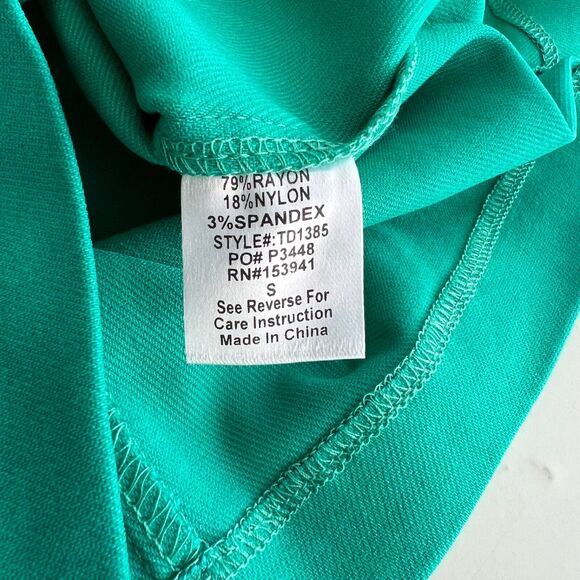 79%RAYON
18%NYLON
3%SPANDEX
STYLE#:TD1385
PO# P3448
RN#153941
S
See Reverse For
Care Instruction
Made In China